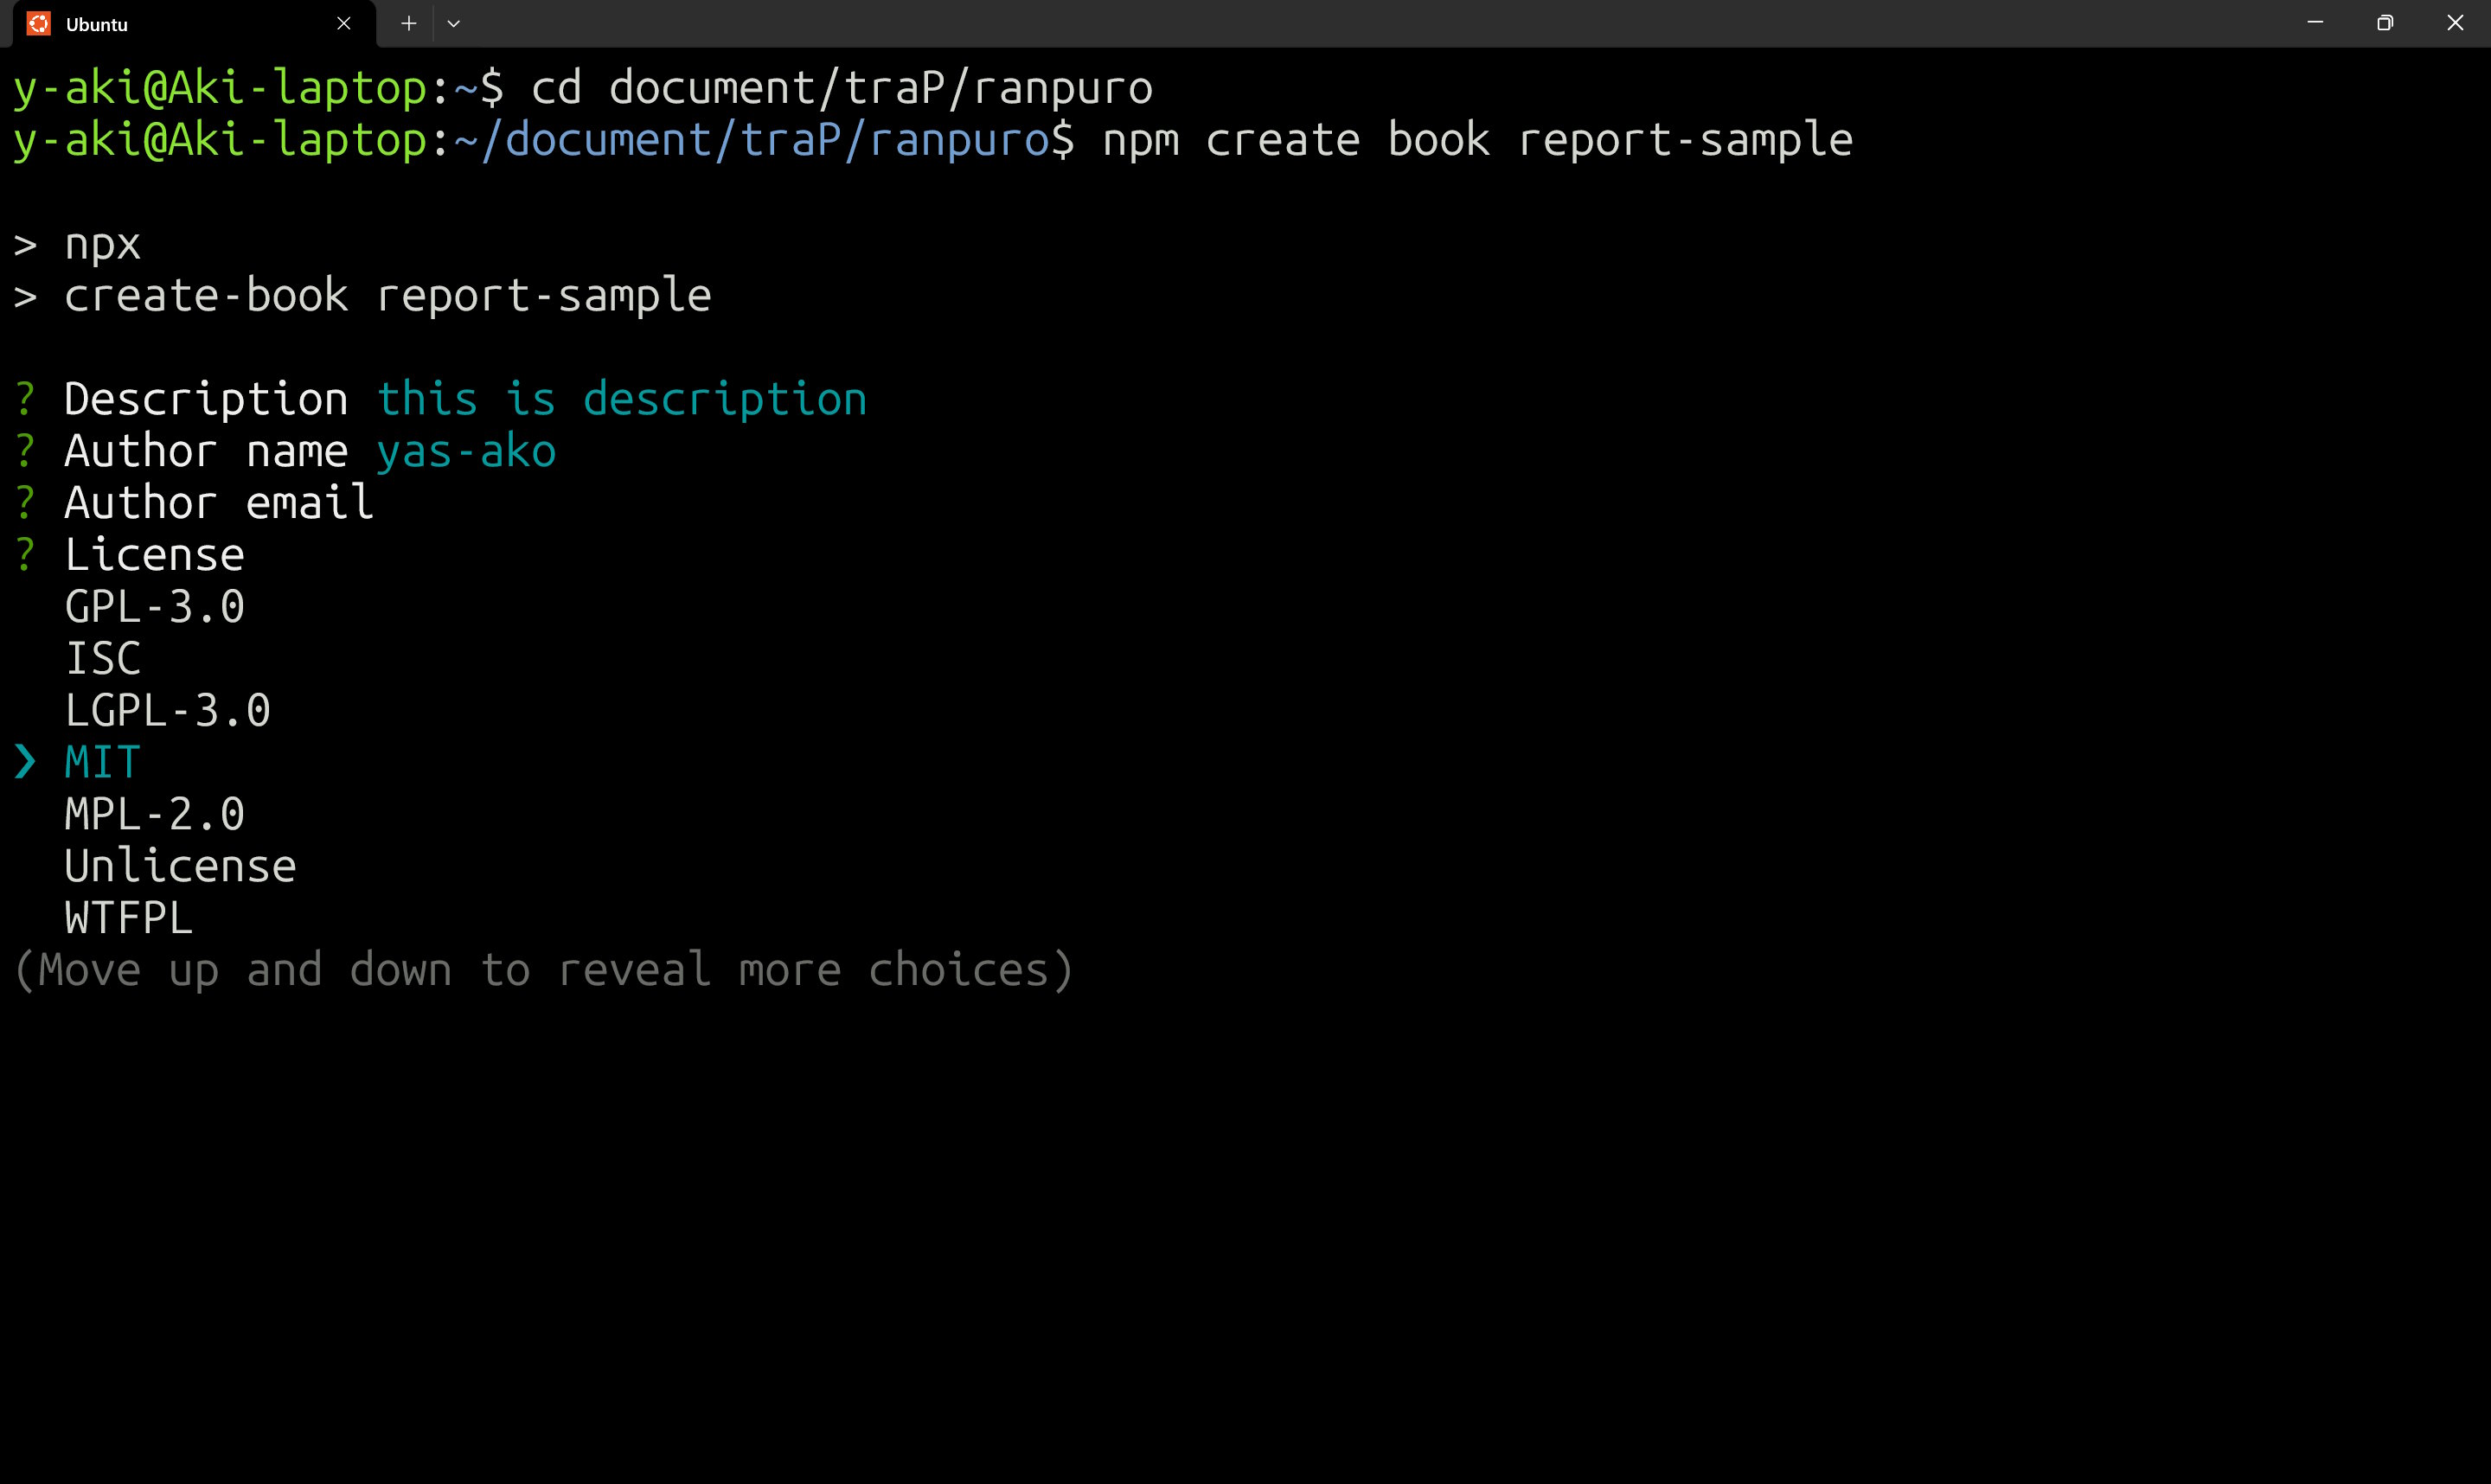 Ubuntu
y-aki@Aki-laptop:~$ cd document/traP/ranpuro
y-aki@Aki-laptop:~/document/traP/ranpuro$ npm create book report-sample
> npx
> create-book report-sample
? Description this is description
? Author name yas-ako
? Author email
? License
GPL-3.0
ISC
LGPL-3.0
❯ MIT
MPL-2.0
Unlicense
WTFPL
(Move up and down to reveal more choices)